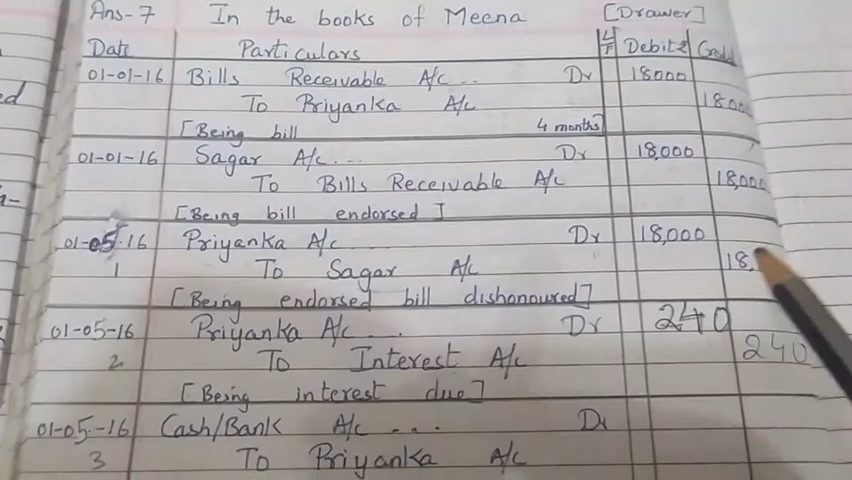 Ans-7 In the books of Meena [Drawer]
Date Particulars L/F Debit ₹ Credit
01-01-16 Bills Receivable A/c... Dr 18000
To Priyanka A/c 18000
[Being bill 4 months]
01-01-16 Sagar A/c... Dr 18,000
To Bills Receivable A/c 18,000
[Being bill endorsed]
01-05-16 Priyanka A/c... Dr 18,000
1 To Sagar A/c 18,
[Being endorsed bill dishonoured]
01-05-16 Priyanka A/c... Dr 240
2 To Interest A/c 240
[Being interest due]
01-05-16 Cash/Bank A/c... Dr
3 To Priyanka A/c